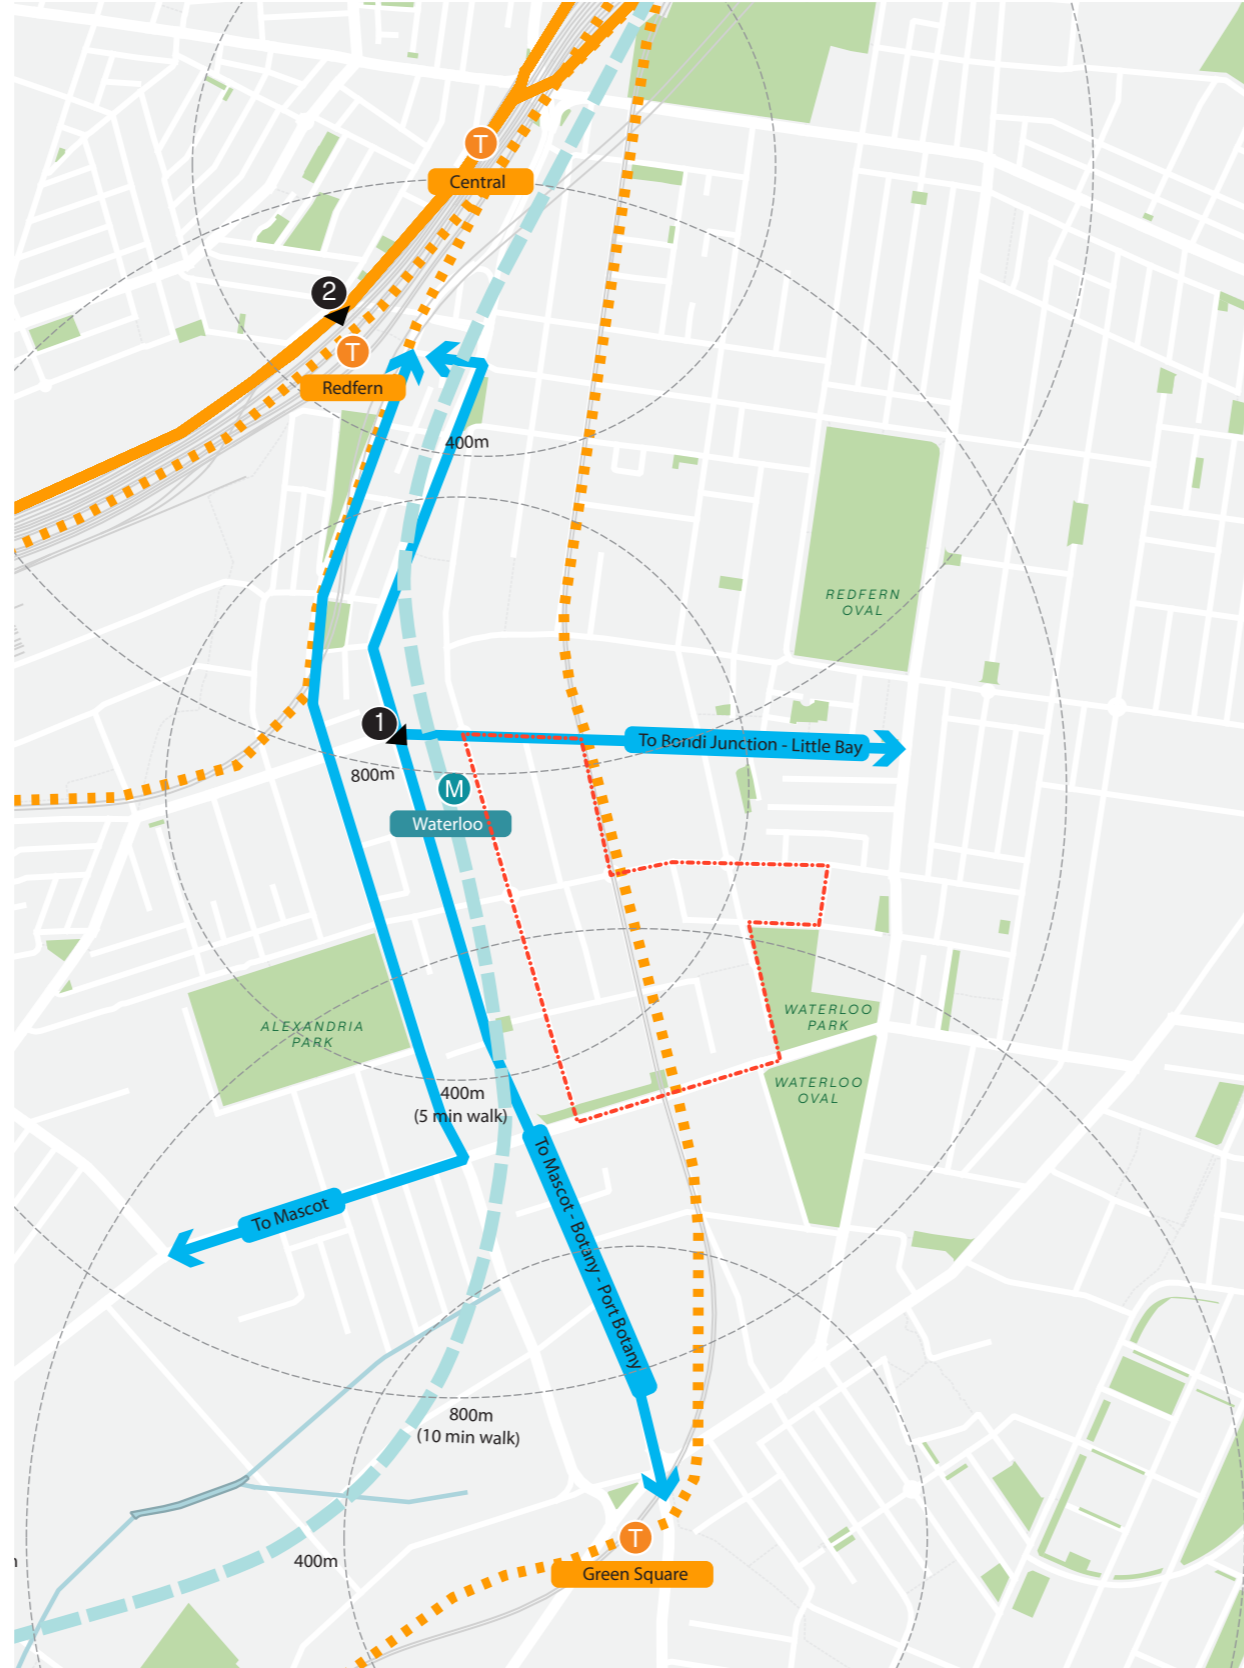 T
Central
2
T
Redfern
400m
REDFERN
OVAL
1
To Bondi Junction - Little Bay
800m
M
Waterloo
WATERLOO
PARK
ALEXANDRIA
PARK
WATERLOO
OVAL
400m
(5 min walk)
To Mascot
To Mascot - Botany - Port Botany
800m
(10 min walk)
400m
T
Green Square